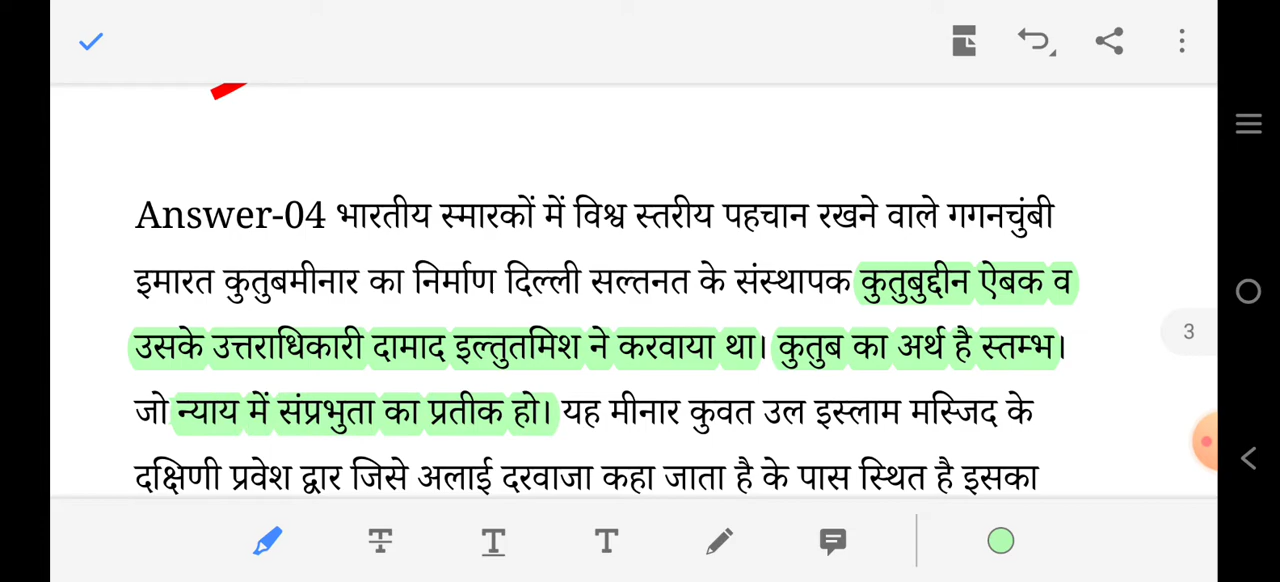 Answer-04 भारतीय स्मारकों में विश्व स्तरीय पहचान रखने वाले गगनचुंबी
इमारत कुतुबमीनार का निर्माण दिल्ली सल्तनत के संस्थापक कुतुबुद्दीन ऐबक व
उसके उत्तराधिकारी दामाद इल्तुतमिश ने करवाया था। कुतुब का अर्थ है स्तम्भ।
3
जो न्याय में संप्रभुता का प्रतीक हो। यह मीनार कुवत उल इस्लाम मस्जिद के
दक्षिणी प्रवेश द्वार जिसे अलाई दरवाजा कहा जाता है के पास स्थित है इसका